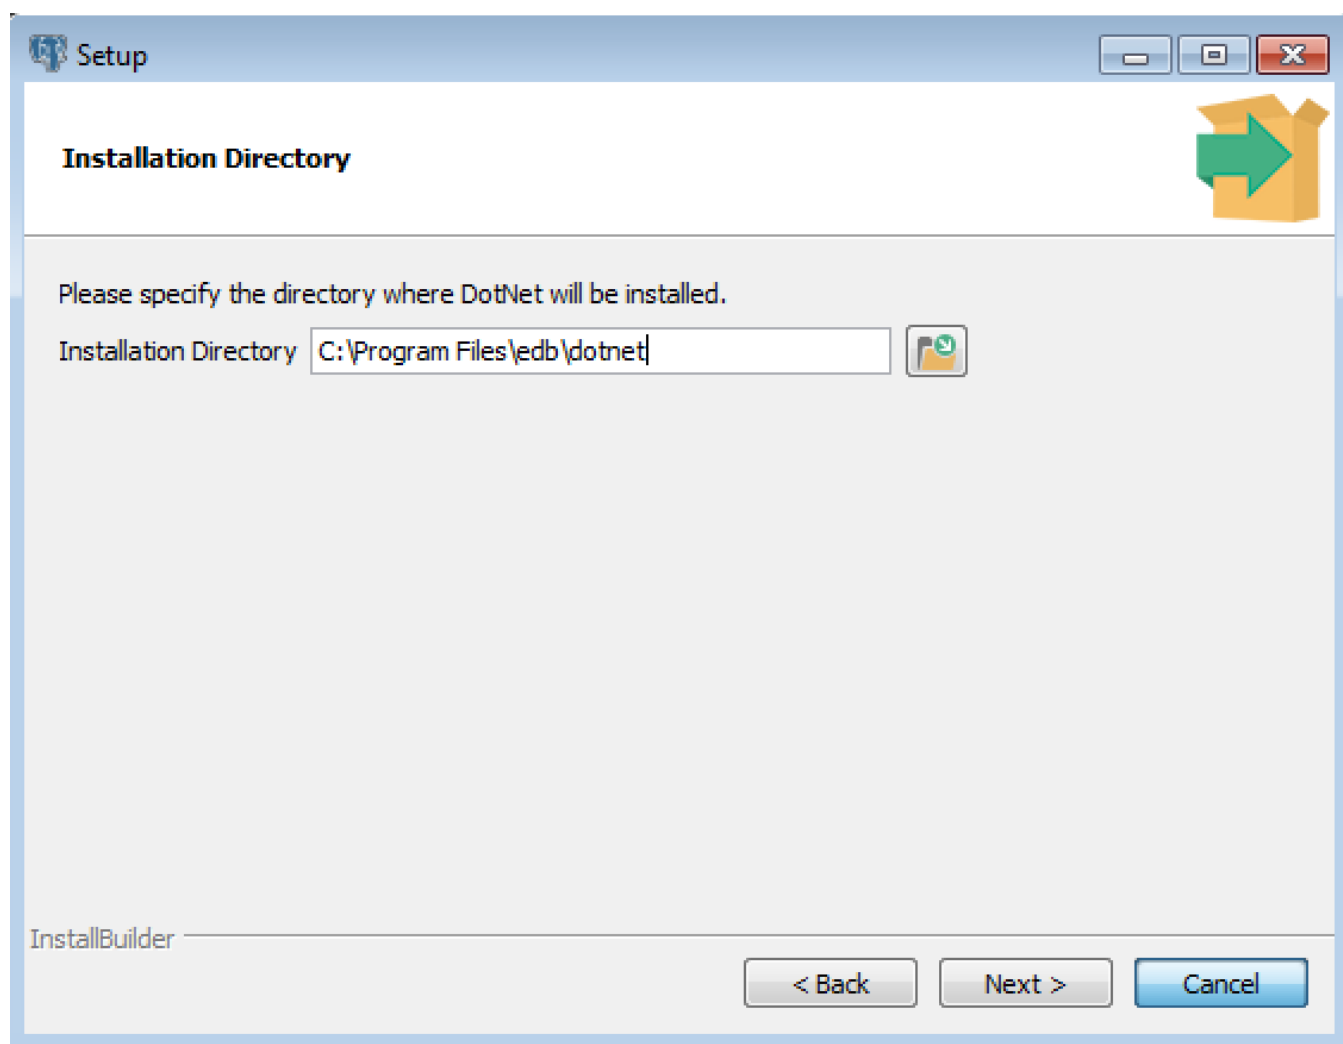 Setup
Installation Directory
Please specify the directory where DotNet will be installed.
Installation Directory C:\Program Files\edb\dotnet
InstallBuilder
< Back Next > Cancel